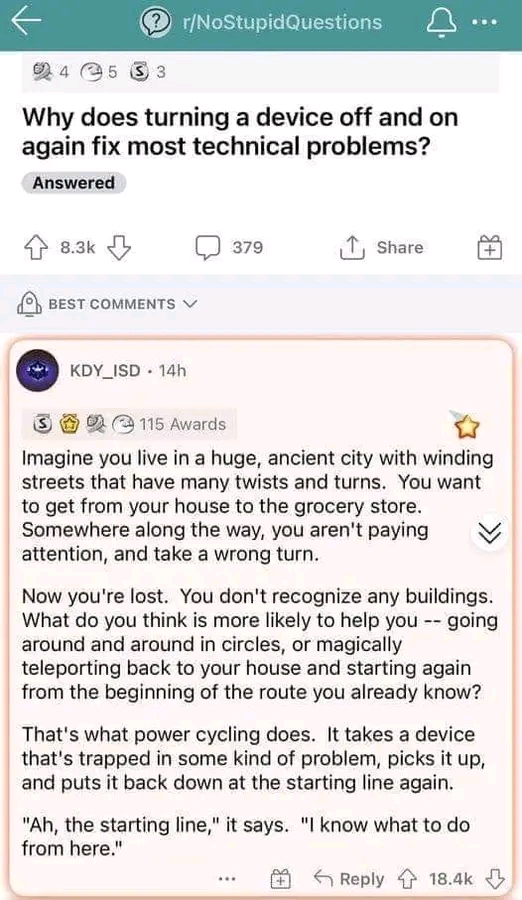 r/NoStupidQuestions
4 5 S 3
Why does turning a device off and on
again fix most technical problems?
Answered
8.3k 379 Share
BEST COMMENTS
KDY_ISD · 14h
S 115 Awards
Imagine you live in a huge, ancient city with winding
streets that have many twists and turns. You want
to get from your house to the grocery store.
Somewhere along the way, you aren't paying
attention, and take a wrong turn.
Now you're lost. You don't recognize any buildings.
What do you think is more likely to help you -- going
around and around in circles, or magically
teleporting back to your house and starting again
from the beginning of the route you already know?
That's what power cycling does. It takes a device
that's trapped in some kind of problem, picks it up,
and puts it back down at the starting line again.
"Ah, the starting line," it says. "I know what to do
from here."
... Reply 18.4k